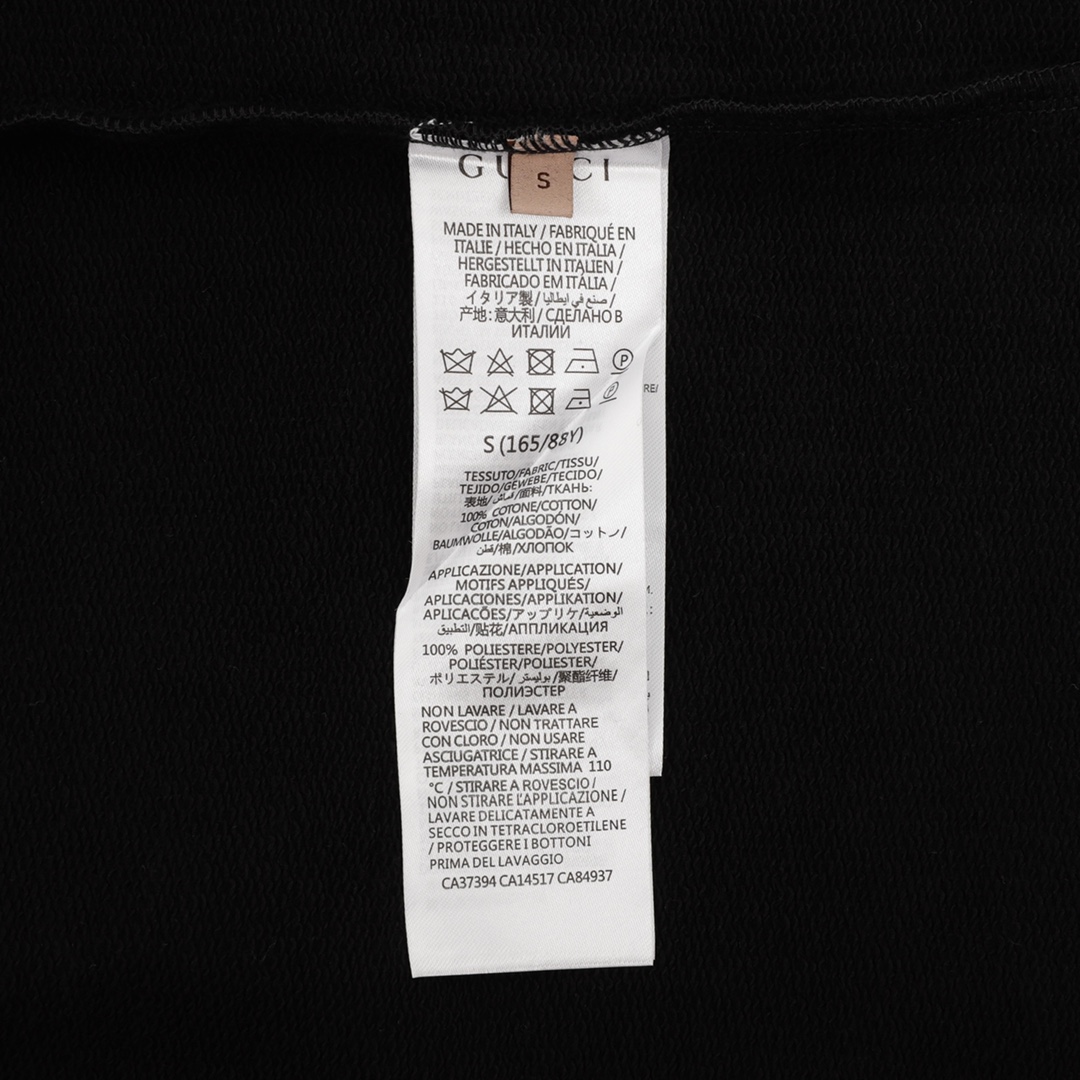 GUCCI
S
MADE IN ITALY / FABRIQUÉ EN
ITALIE / HECHO EN ITALIA /
HERGESTELLT IN ITALIEN /
FABRICADO EM ITÁLIA /
イタリア製 / صنع في ايطاليا /
产地: 意大利 / СДЕЛАНО В
ИТАЛИИ
P
P
S (165/88Y)
TESSUTO/FABRIC/TISSU/
TEJIDO/GEWEBE/TECIDO/
表地/قماش/面料/ТКАНЬ:
100% COTONE/COTTON/
COTON/ALGODÓN/
BAUMWOLLE/ALGODÃO/コットン/
قطن/棉/ХЛОПОК
APPLICAZIONE/APPLICATION/
MOTIFS APPLIQUÉS/
APLICACIONES/APPLIKATION/
APLICACÕES/アップリケ/الوضعية/
التطبيق/贴花/АППЛИКАЦИЯ
100% POLIESTERE/POLYESTER/
POLIÉSTER/POLIESTER/
ポリエステル/ بوليستر /聚酯纤维/
ПОЛИЭСТЕР
NON LAVARE / LAVARE A
ROVESCIO / NON TRATTARE
CON CLORO / NON USARE
ASCIUGATRICE / STIRARE A
TEMPERATURA MASSIMA 110
°C / STIRARE A ROVESCIO /
NON STIRARE L'APPLICAZIONE /
LAVARE DELICATAMENTE A
SECCO IN TETRACLOROETILENE
/ PROTEGGERE I BOTTONI
PRIMA DEL LAVAGGIO
CA37394 CA14517 CA84937
RE/